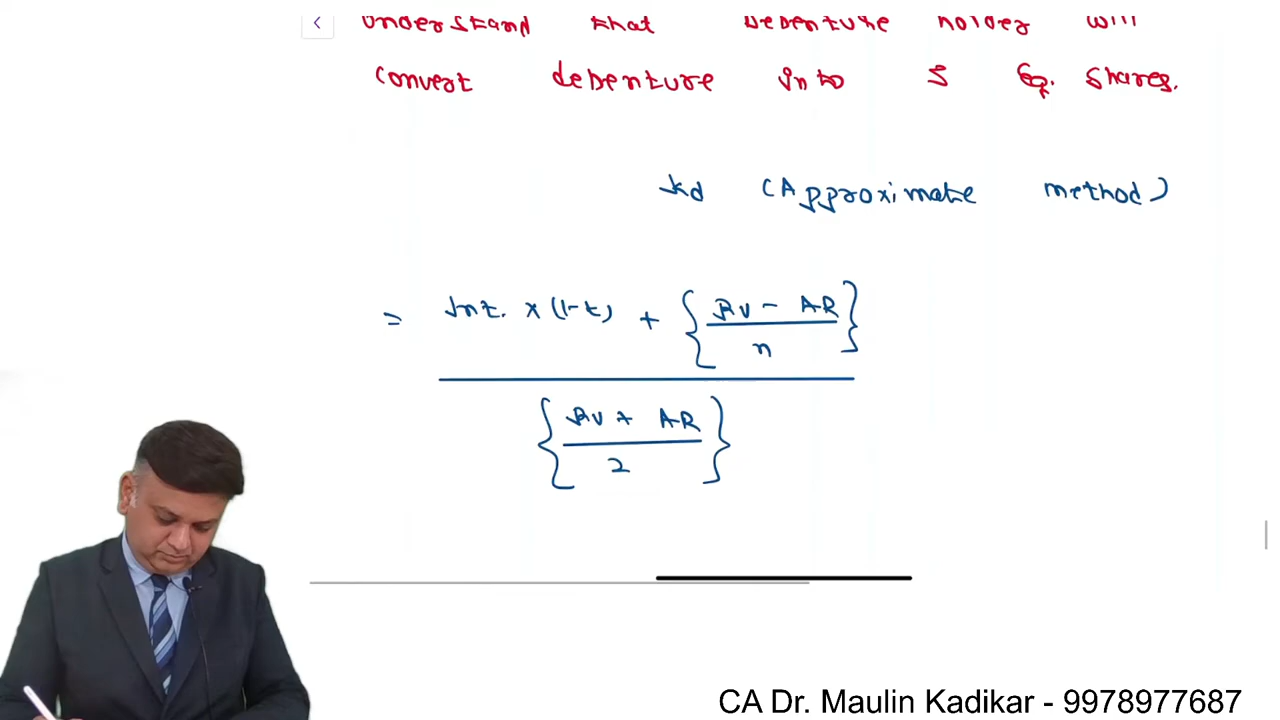 <
understand that debenture holder will
convert debenture into 5 Eq. shares.
Kd (Approximate method)
= Int. x (1-t) + { RV - AR / n }
{ RV + AR / 2 }
CA Dr. Maulin Kadikar - 9978977687